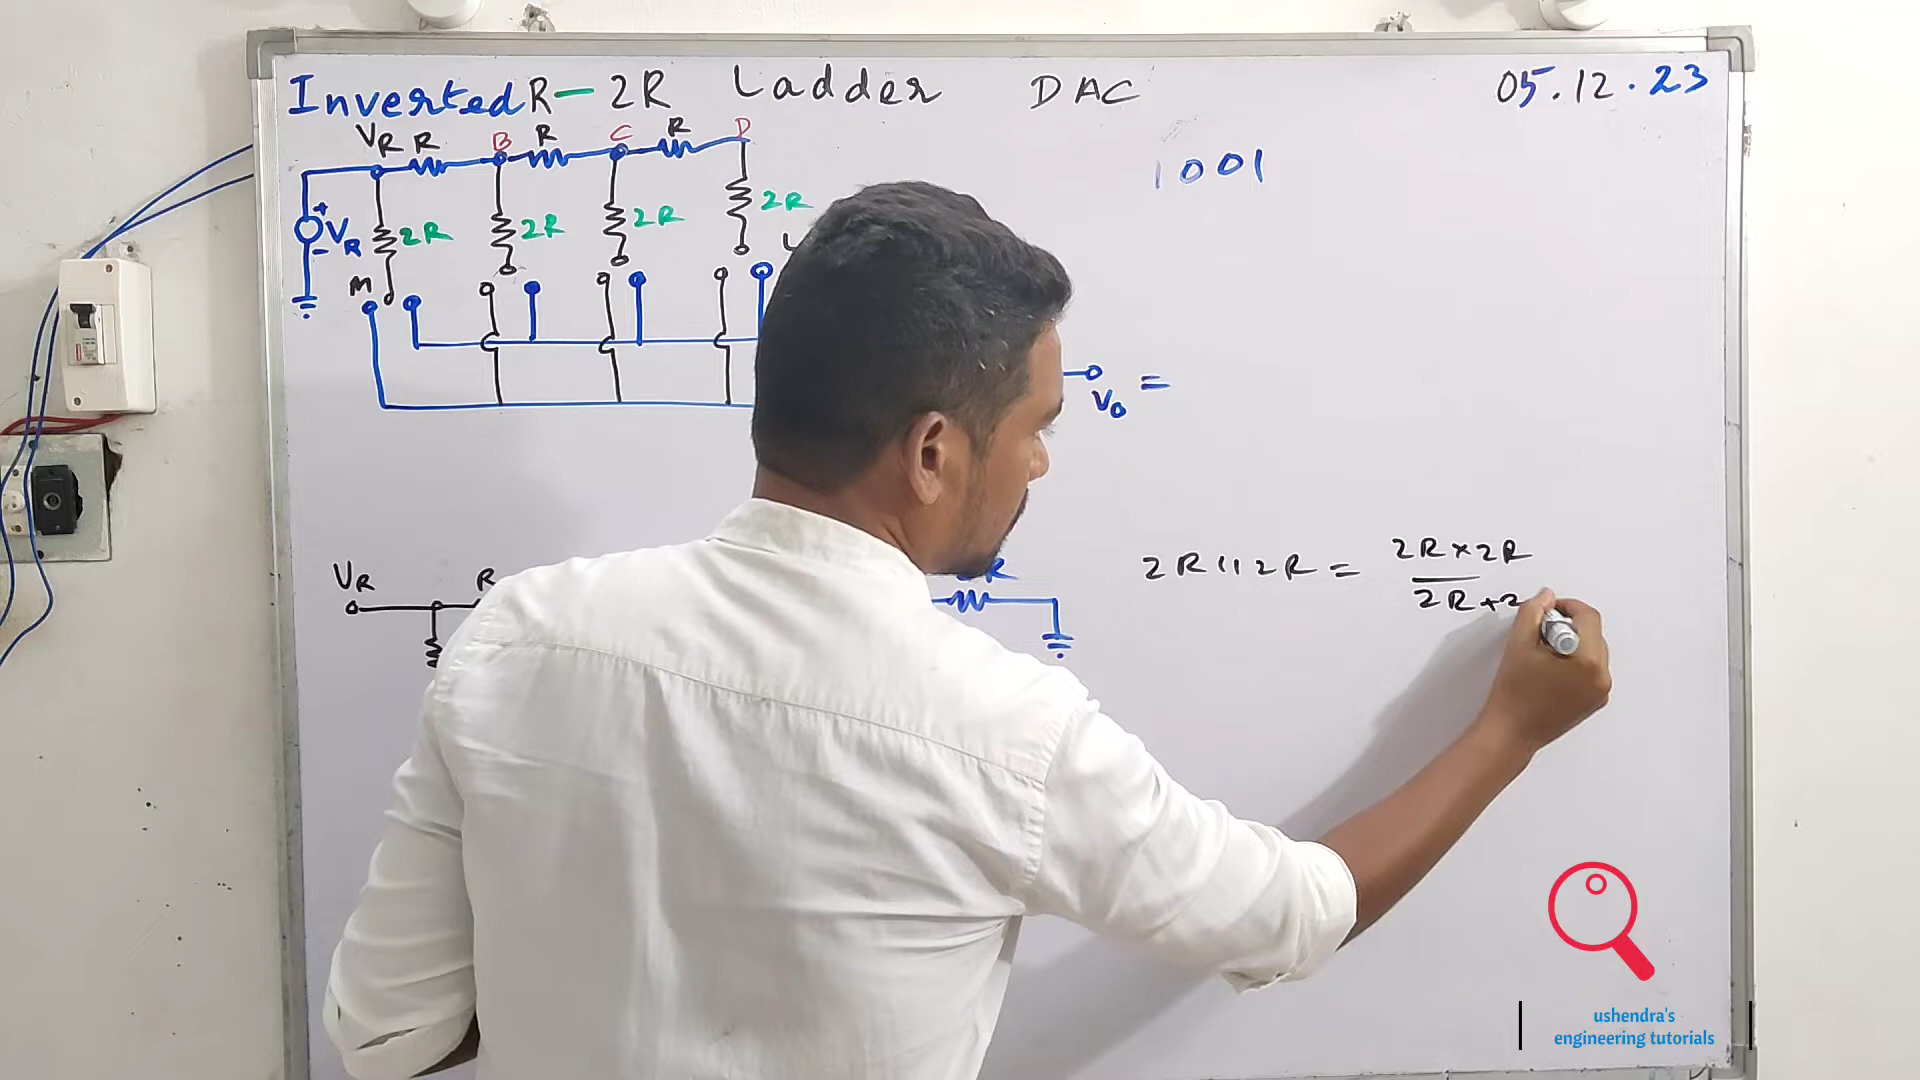 Inverted R-2R Ladder DAC
05.12.23
VR R B R C R D
1001
2R 2R 2R 2R
+ VR -
M
Vo =
2R||2R = 2R×2R
2R+2
VR R
ushendra's
engineering tutorials